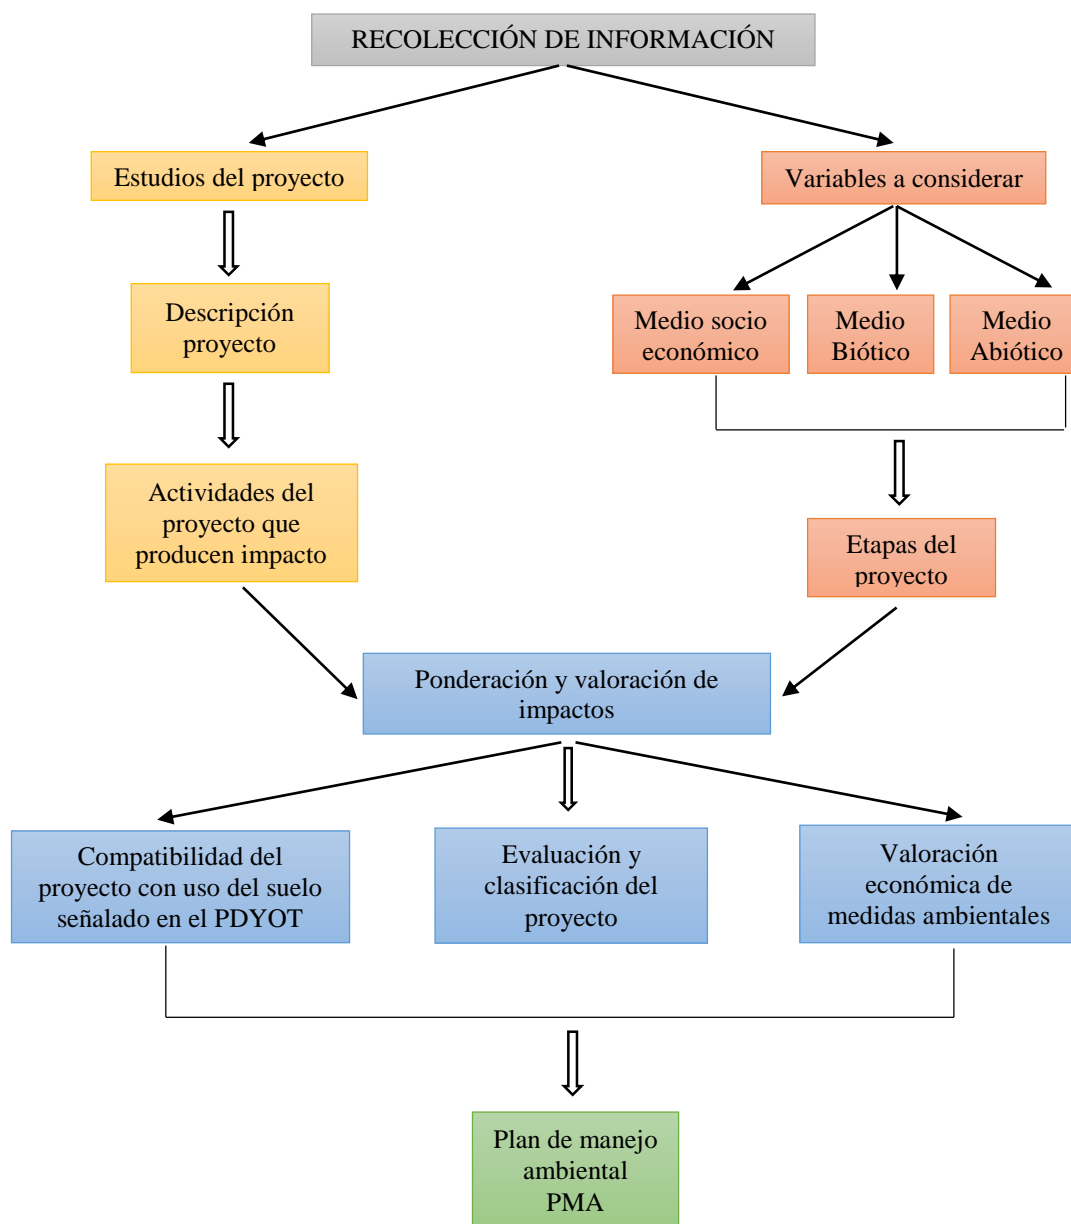 RECOLECCIÓN DE INFORMACIÓN
Estudios del proyecto
Variables a considerar
Descripción
proyecto
Medio socio
económico
Medio
Biótico
Medio
Abiótico
Actividades del
proyecto que
producen impacto
Etapas del
proyecto
Ponderación y valoración de
impactos
Compatibilidad del
proyecto con uso del suelo
señalado en el PDYOT
Evaluación y
clasificación del
proyecto
Valoración
económica de
medidas ambientales
Plan de manejo
ambiental
PMA